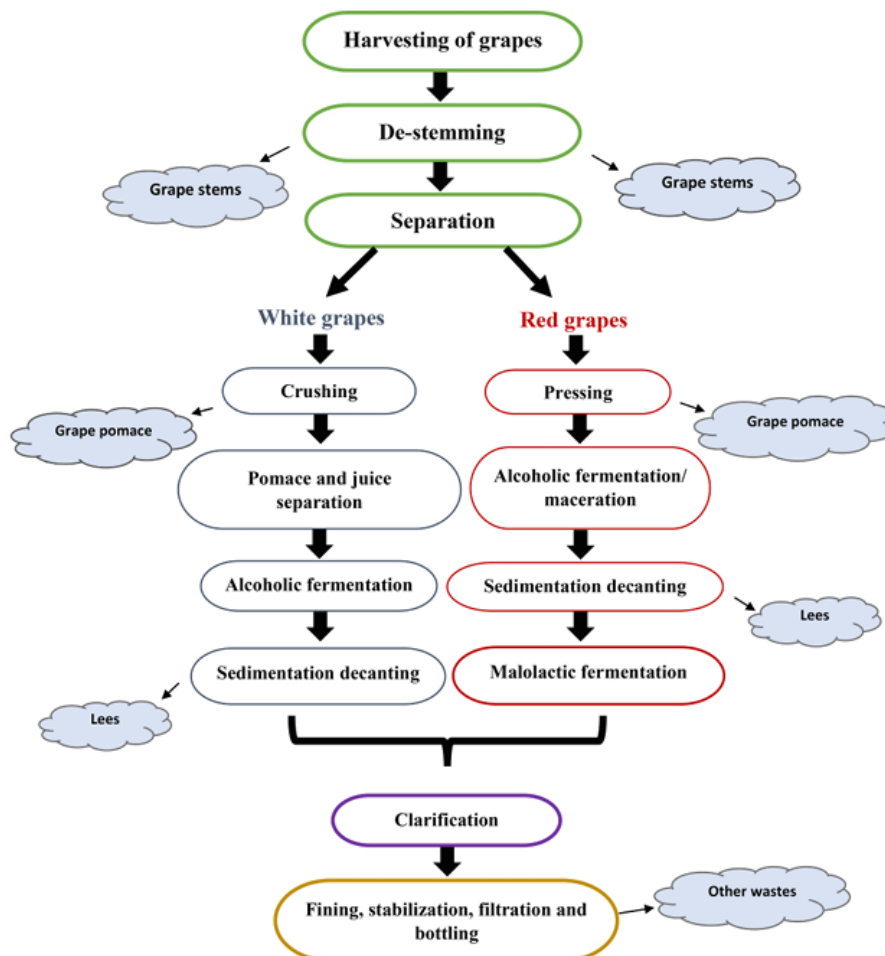 Harvesting of grapes
De-stemming
Grape stems
Grape stems
Separation
White grapes
Red grapes
Crushing
Pressing
Grape pomace
Grape pomace
Pomace and juice
separation
Alcoholic fermentation/
maceration
Alcoholic fermentation
Sedimentation decanting
Lees
Sedimentation decanting
Malolactic fermentation
Lees
Clarification
Other wastes
Fining, stabilization, filtration and
bottling